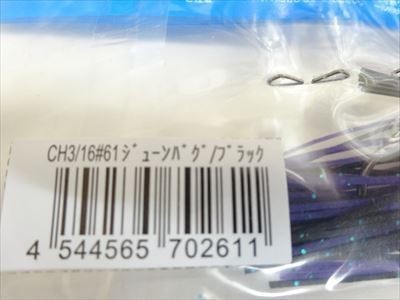 CH3/16#61ｼﾞｭｰﾝﾊﾞｸﾞ/ﾌﾞﾗｯｸ
4 544565 702611